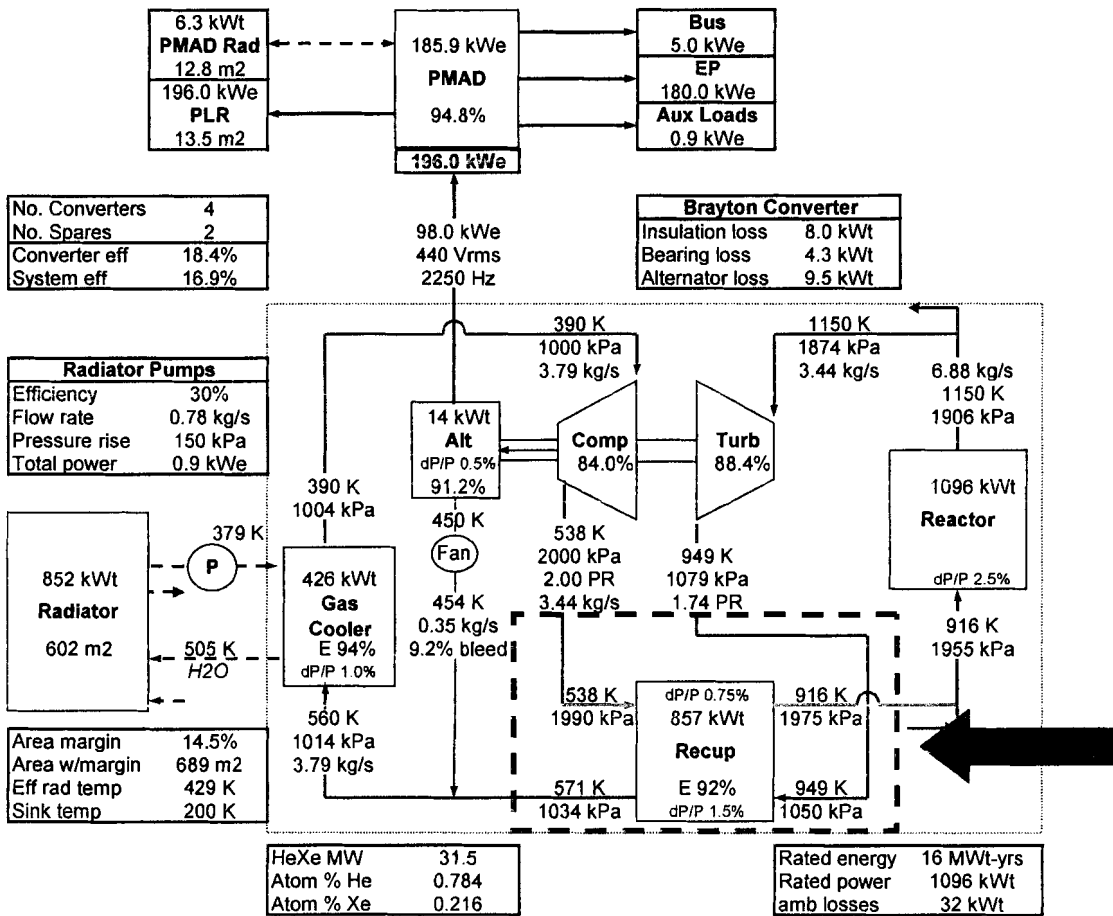 6.3 kWt
PMAD Rad
12.8 m2
196.0 kWe
PLR
13.5 m2
185.9 kWe
PMAD
94.8%
196.0 kWe
Bus
5.0 kWe
EP
180.0 kWe
Aux Loads
0.9 kWe
No. Converters 4
No. Spares 2
Converter eff 18.4%
System eff 16.9%
98.0 kWe
440 Vrms
2250 Hz
Brayton Converter
Insulation loss 8.0 kWt
Bearing loss 4.3 kWt
Alternator loss 9.5 kWt
390 K
1000 kPa
3.79 kg/s
1150 K
1874 kPa
3.44 kg/s
6.88 kg/s
1150 K
1906 kPa
Radiator Pumps
Efficiency 30%
Flow rate 0.78 kg/s
Pressure rise 150 kPa
Total power 0.9 kWe
14 kWt
Alt
dP/P 0.5%
91.2%
Comp
84.0%
Turb
88.4%
390 K
1004 kPa
1096 kWt
Reactor
dP/P 2.5%
450 K
Fan
454 K
0.35 kg/s
9.2% bleed
538 K
2000 kPa
2.00 PR
3.44 kg/s
949 K
1079 kPa
1.74 PR
852 kWt
Radiator
602 m2
379 K
P
505 K
H2O
426 kWt
Gas
Cooler
E 94%
dP/P 1.0%
916 K
1955 kPa
560 K
1014 kPa
3.79 kg/s
538 K
1990 kPa
dP/P 0.75%
857 kWt
Recup
E 92%
dP/P 1.5%
916 K
1975 kPa
571 K
1034 kPa
949 K
1050 kPa
Area margin 14.5%
Area w/margin 689 m2
Eff rad temp 429 K
Sink temp 200 K
HeXe MW 31.5
Atom % He 0.784
Atom % Xe 0.216
Rated energy 16 MWt-yrs
Rated power 1096 kWt
amb losses 32 kWt